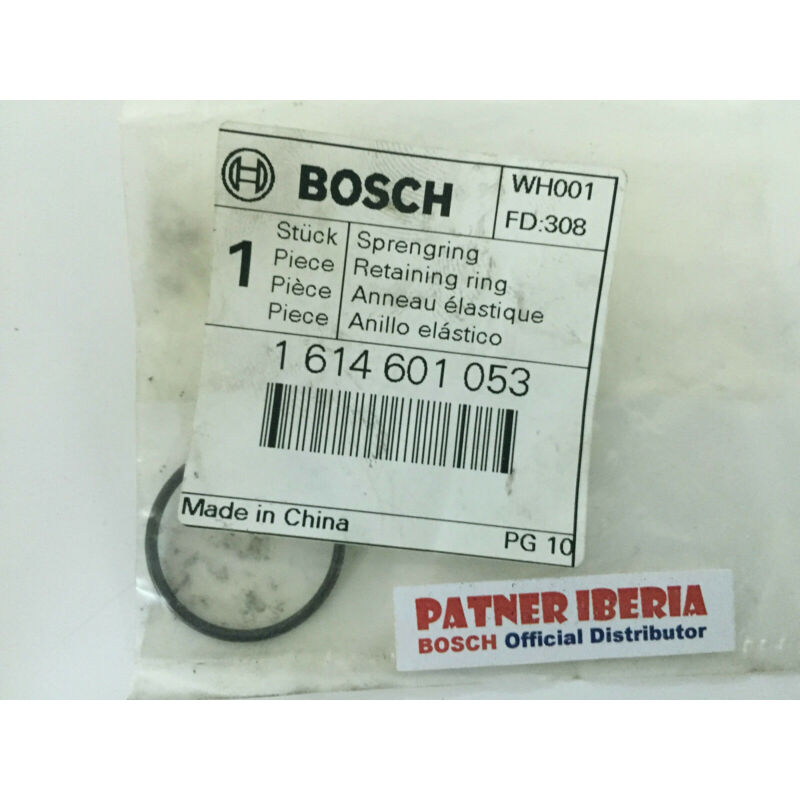 BOSCH
WH001
FD:308
1
Stück
Piece
Pièce
Piece
Sprengring
Retaining ring
Anneau élastique
Anillo elástico
1 614 601 053
Made in China
PG 10
PATNER IBERIA
BOSCH Official Distributor